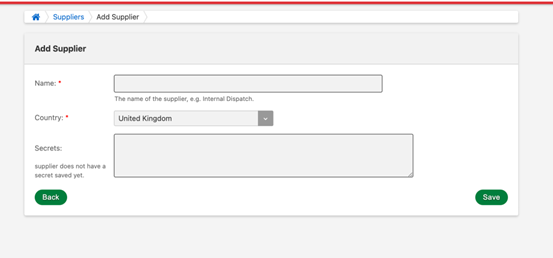 Suppliers Add Supplier
Add Supplier
Name: *
The name of the supplier, e.g. Internal Dispatch.
Country: * United Kingdom
Secrets:
supplier does not have a
secret saved yet.
Back Save